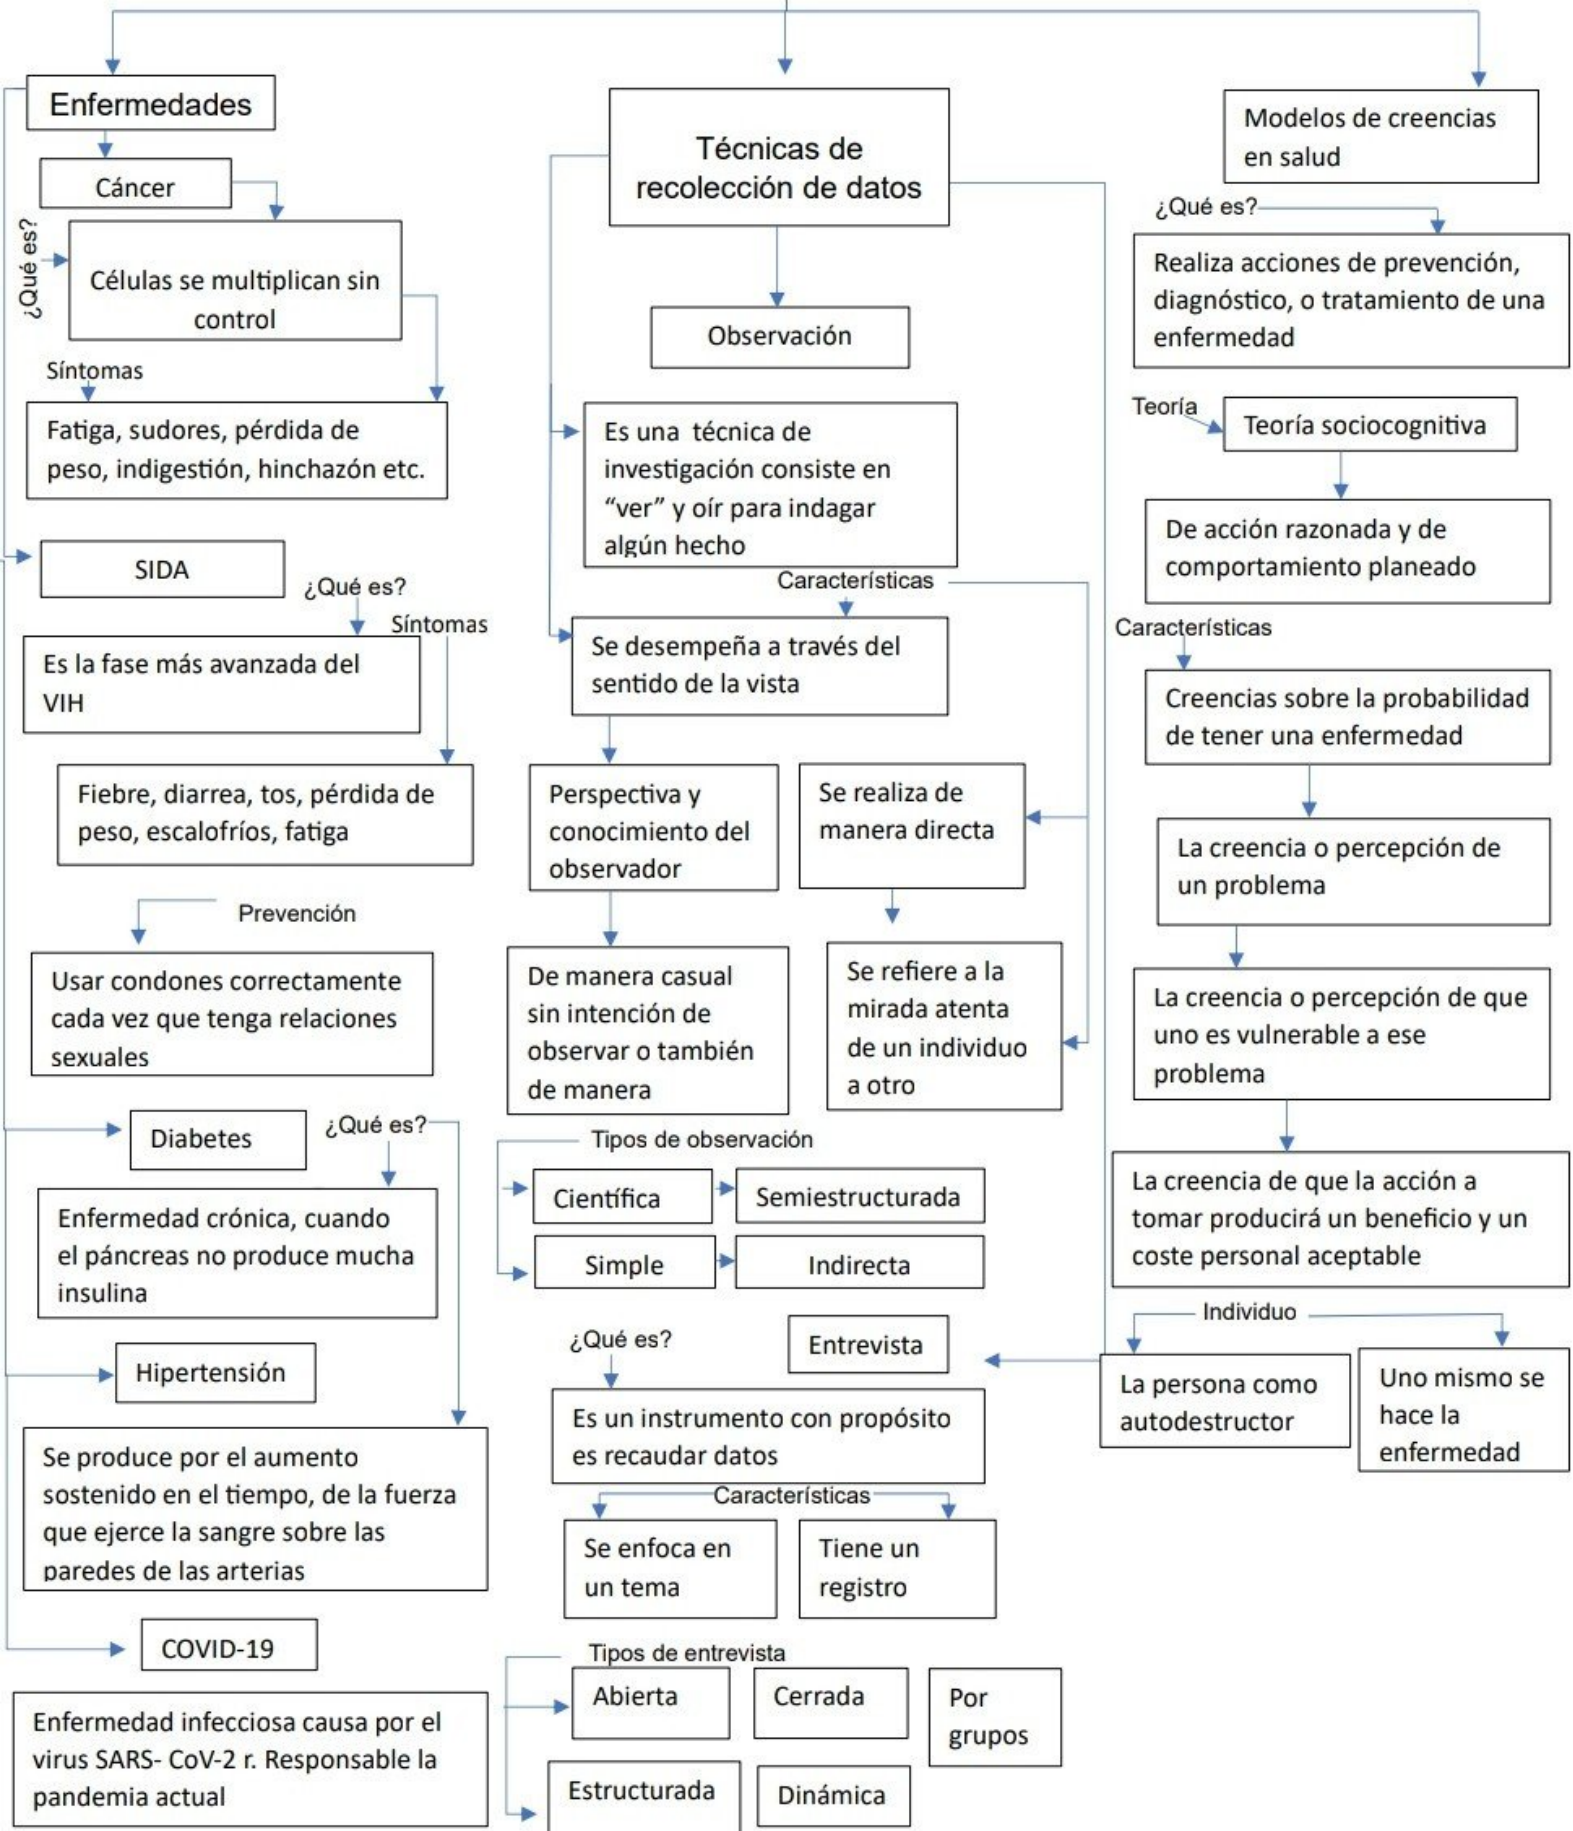 Enfermedades
Cáncer
¿Qué es?
Células se multiplican sin
control
Síntomas
Fatiga, sudores, pérdida de
peso, indigestión, hinchazón etc.
SIDA
¿Qué es?
Síntomas
Es la fase más avanzada del
VIH
Fiebre, diarrea, tos, pérdida de
peso, escalofríos, fatiga
Prevención
Usar condones correctamente
cada vez que tenga relaciones
sexuales
Diabetes
¿Qué es?
Enfermedad crónica, cuando
el páncreas no produce mucha
insulina
Hipertensión
Se produce por el aumento
sostenido en el tiempo, de la fuerza
que ejerce la sangre sobre las
paredes de las arterias
COVID-19
Enfermedad infecciosa causa por el
virus SARS- CoV-2 r. Responsable la
pandemia actual
Técnicas de
recolección de datos
Observación
Es una técnica de
investigación consiste en
“ver” y oír para indagar
algún hecho
Características
Se desempeña a través del
sentido de la vista
Perspectiva y
conocimiento del
observador
Se realiza de
manera directa
De manera casual
sin intención de
observar o también
de manera
Se refiere a la
mirada atenta
de un individuo
a otro
Tipos de observación
Científica
Semiestructurada
Simple
Indirecta
Entrevista
¿Qué es?
Es un instrumento con propósito
es recaudar datos
Características
Se enfoca en
un tema
Tiene un
registro
Tipos de entrevista
Abierta
Cerrada
Por
grupos
Estructurada
Dinámica
Modelos de creencias
en salud
¿Qué es?
Realiza acciones de prevención,
diagnóstico, o tratamiento de una
enfermedad
Teoría
Teoría sociocognitiva
De acción razonada y de
comportamiento planeado
Características
Creencias sobre la probabilidad
de tener una enfermedad
La creencia o percepción de
un problema
La creencia o percepción de que
uno es vulnerable a ese
problema
La creencia de que la acción a
tomar producirá un beneficio y un
coste personal aceptable
Individuo
La persona como
autodestructor
Uno mismo se
hace la
enfermedad